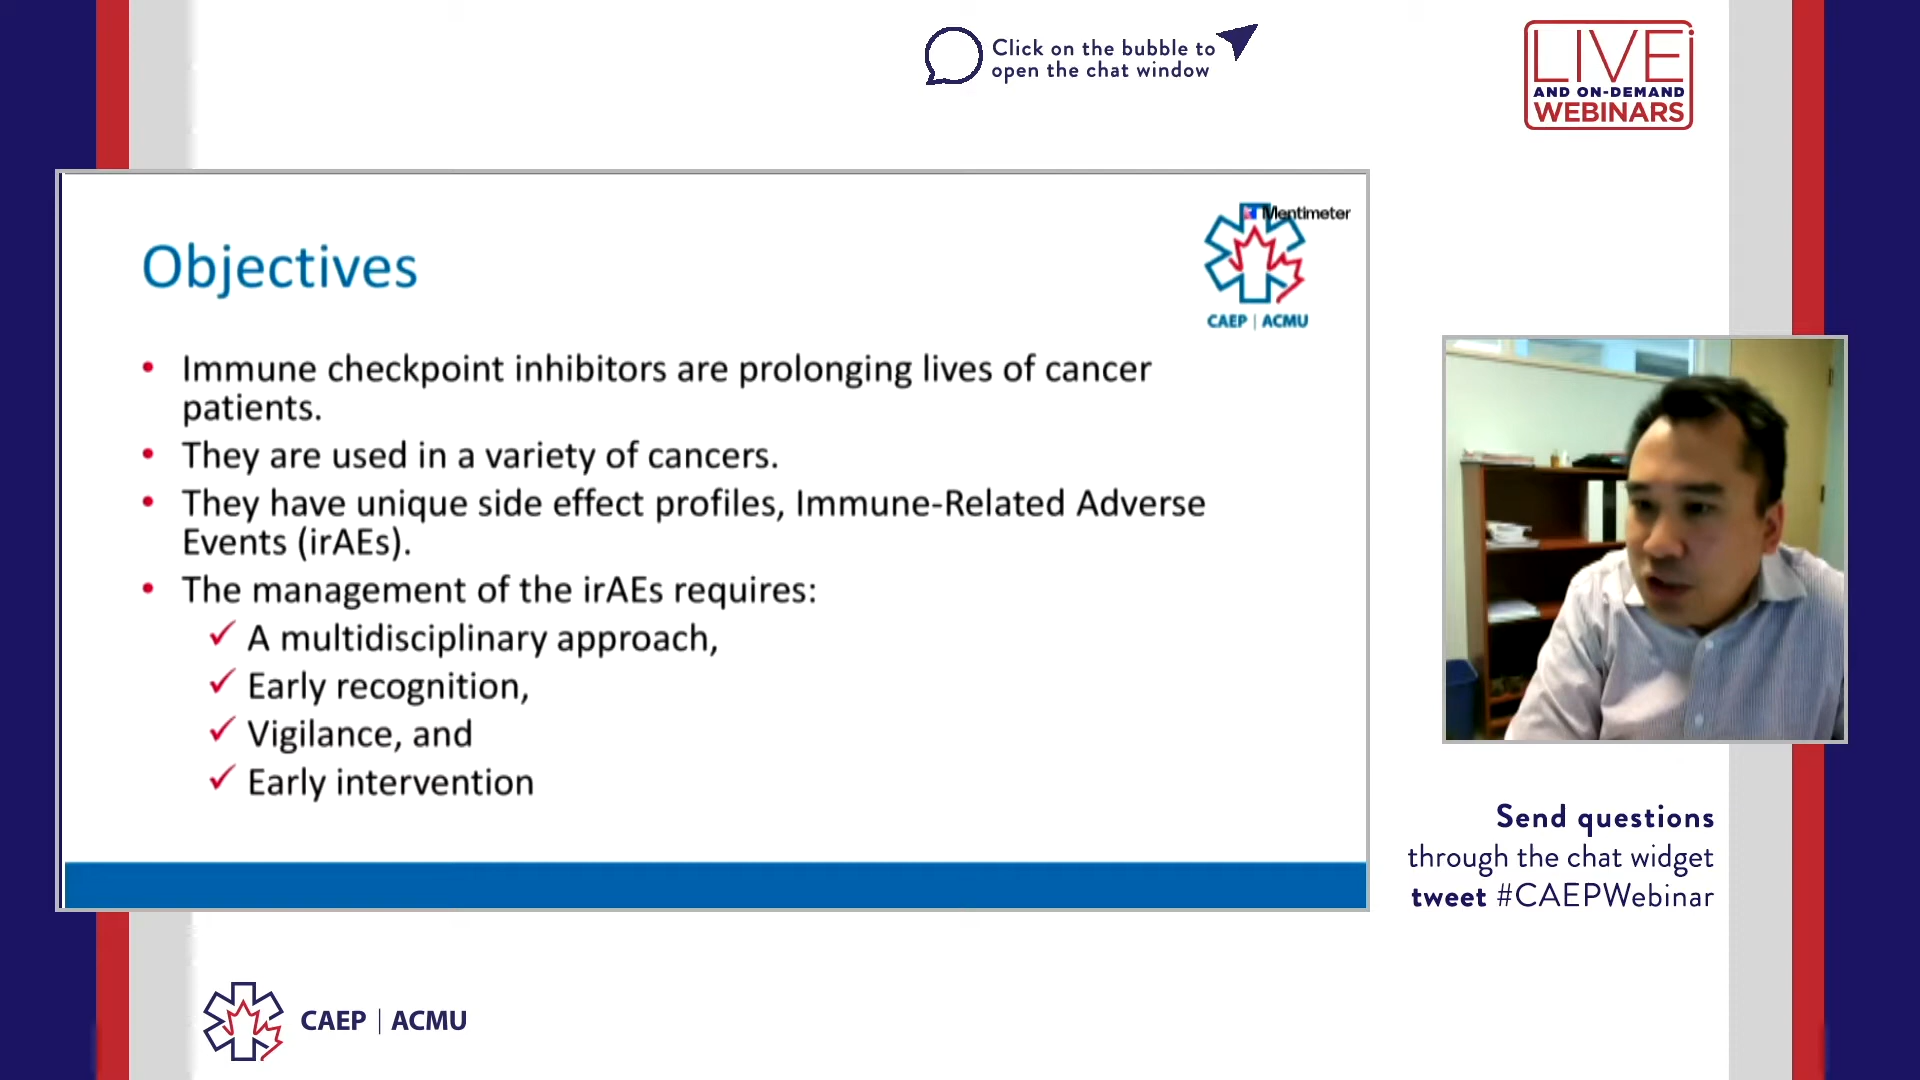 Click on the bubble to
open the chat window
LIVE
AND ON-DEMAND
WEBINARS
Mentimeter
CAEP | ACMU
Objectives
• Immune checkpoint inhibitors are prolonging lives of cancer
patients.
• They are used in a variety of cancers.
• They have unique side effect profiles, Immune-Related Adverse
Events (irAEs).
• The management of the irAEs requires:
✓ A multidisciplinary approach,
✓ Early recognition,
✓ Vigilance, and
✓ Early intervention
Send questions
through the chat widget
tweet #CAEPWebinar
CAEP | ACMU